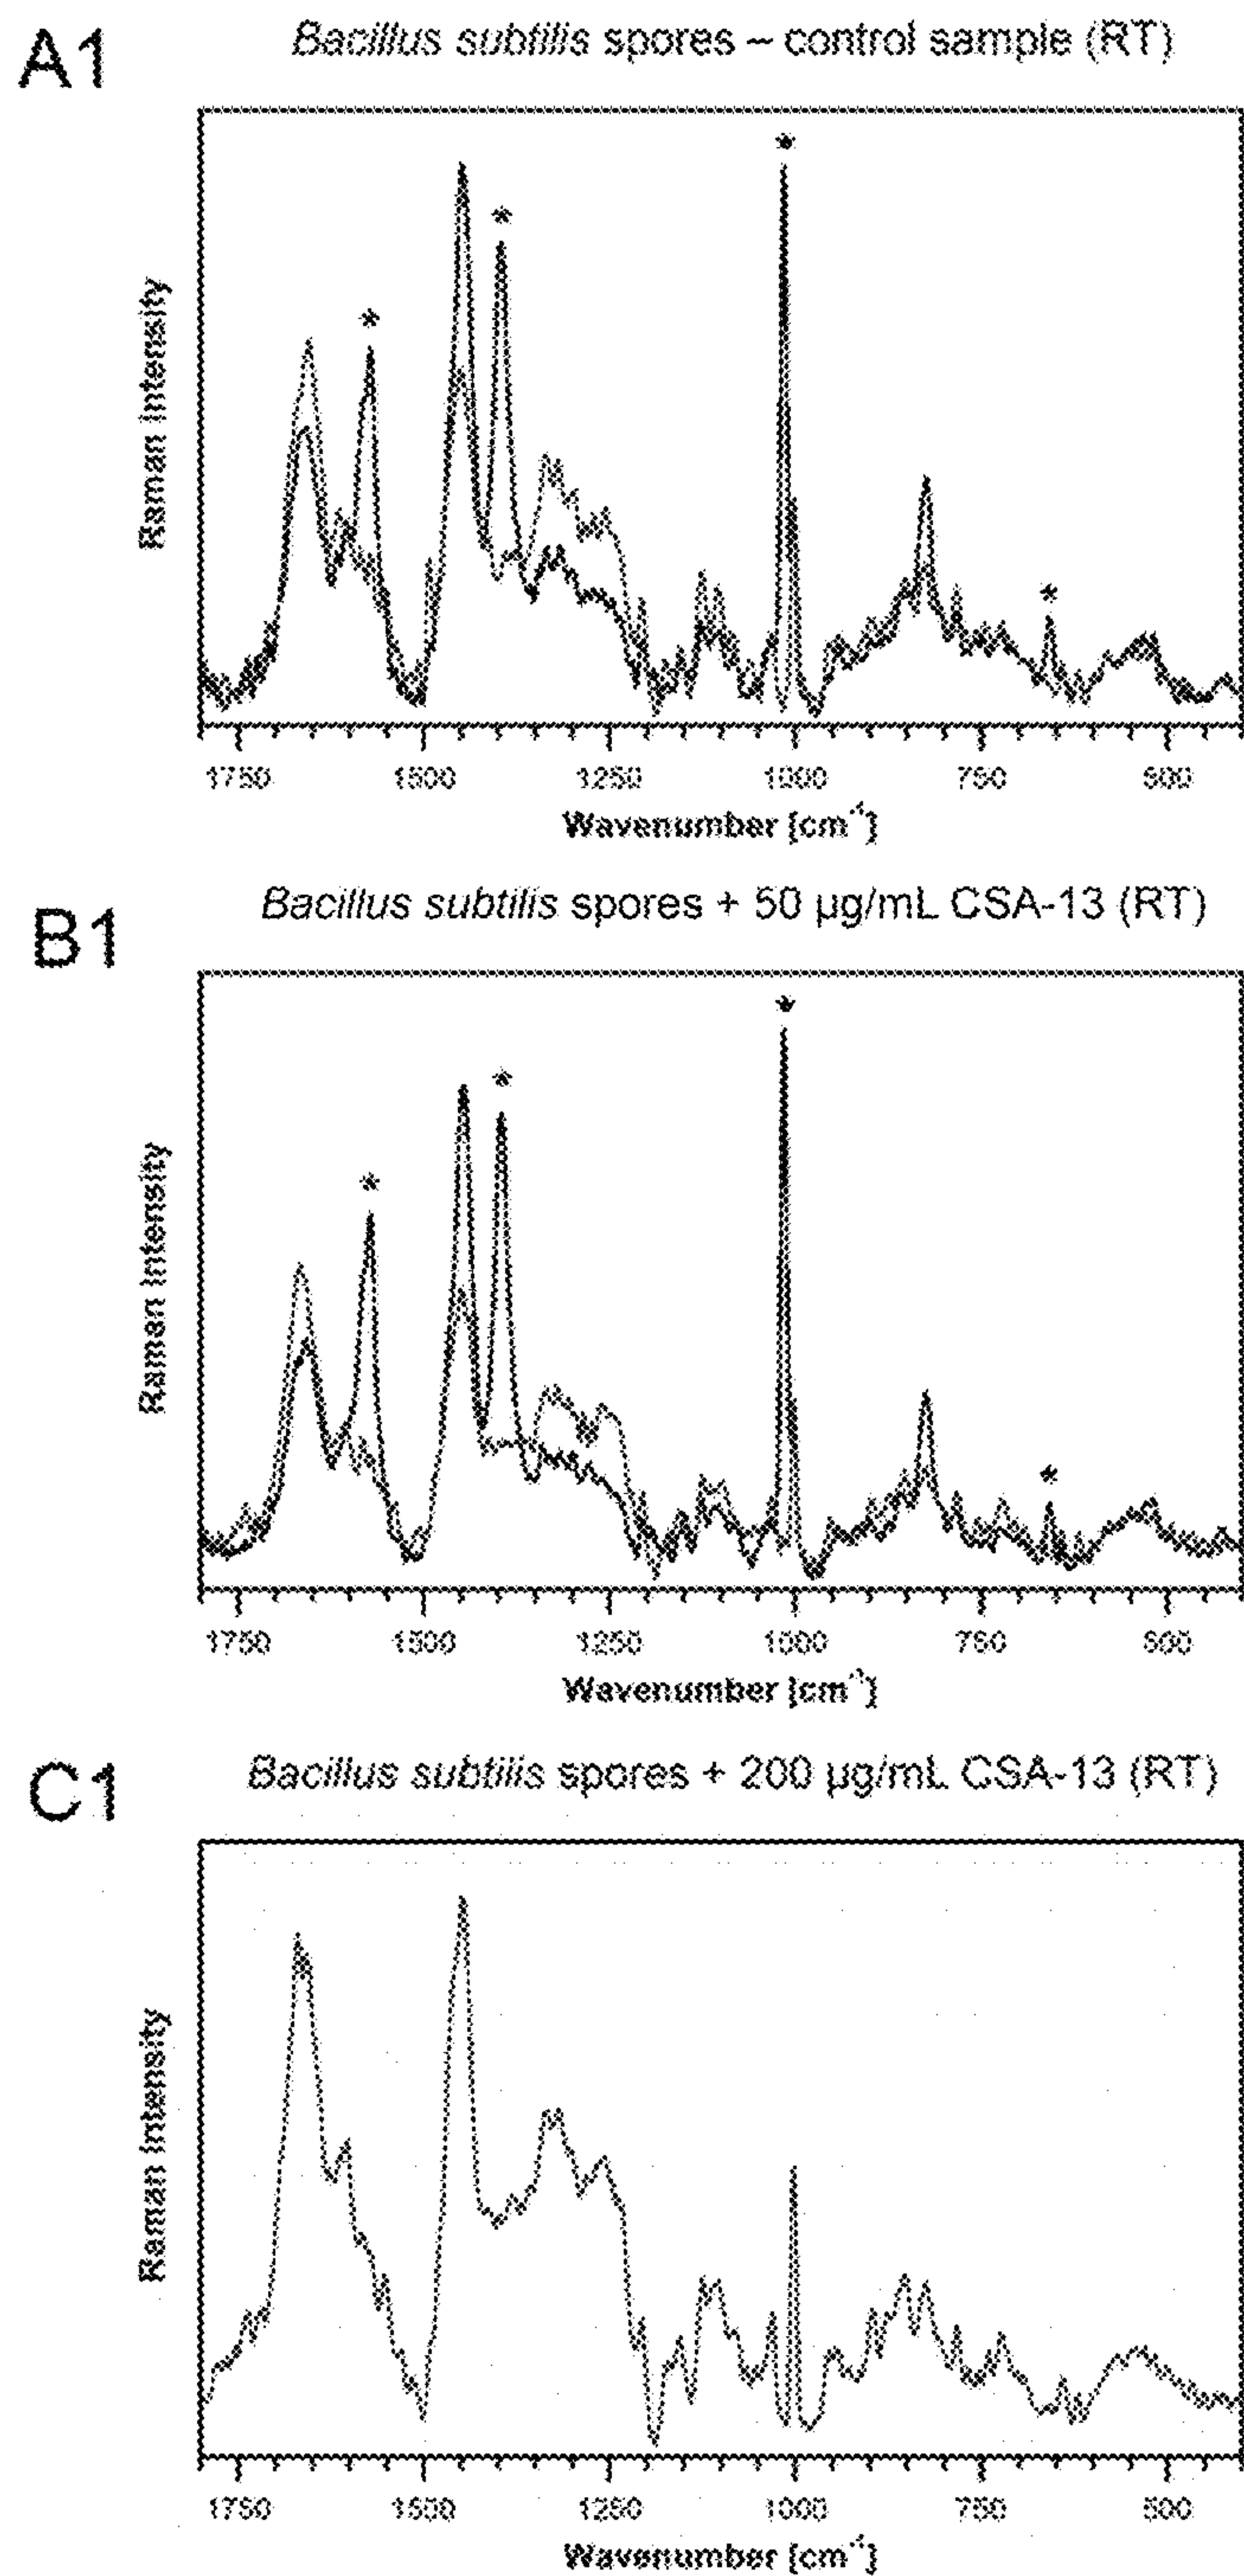 A1
Bacillus subtilis spores – control sample (RT)
*
*
*
*
Raman Intensity
1750 1500 1250 1000 750 500
Wavenumber [cm⁻¹]
B1
Bacillus subtilis spores + 50 µg/mL CSA-13 (RT)
*
*
*
*
Raman Intensity
1750 1500 1250 1000 750 500
Wavenumber [cm⁻¹]
C1
Bacillus subtilis spores + 200 µg/mL CSA-13 (RT)
Raman Intensity
1750 1500 1250 1000 750 500
Wavenumber [cm⁻¹]